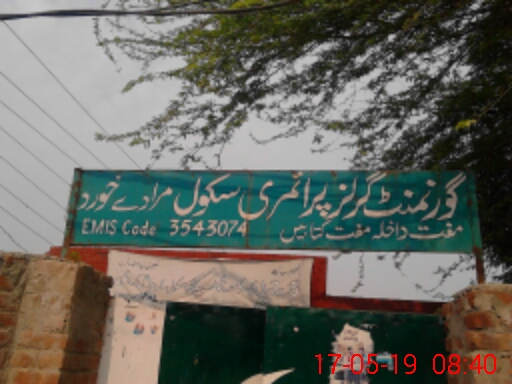 گورنمنٹ گرلز پرائمری سکول مرادے خورد
مفت داخلہ مفت کتابیں EMIS Code 3543074
17-05-19 08:40